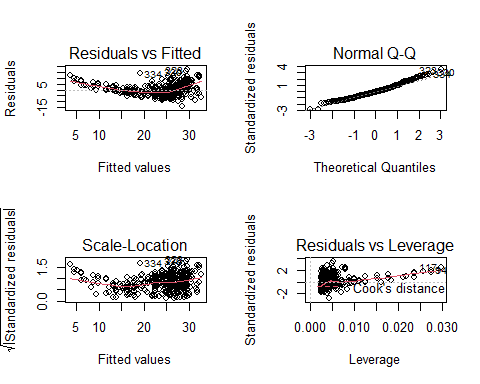 Residuals vs Fitted
Residuals
-15
5
334
5 10 20 25 30
Fitted values
Normal Q-Q
Standardized residuals
-3
0
2
4
-3 -1 0 1 2 3
Theoretical Quantiles
Scale-Location
√|Standardized residuals|
0.0
1.5
334
5 10 20 25 30
Fitted values
Residuals vs Leverage
Standardized residuals
-2
2
117
Cook's distance
0.000 0.010 0.020 0.030
Leverage